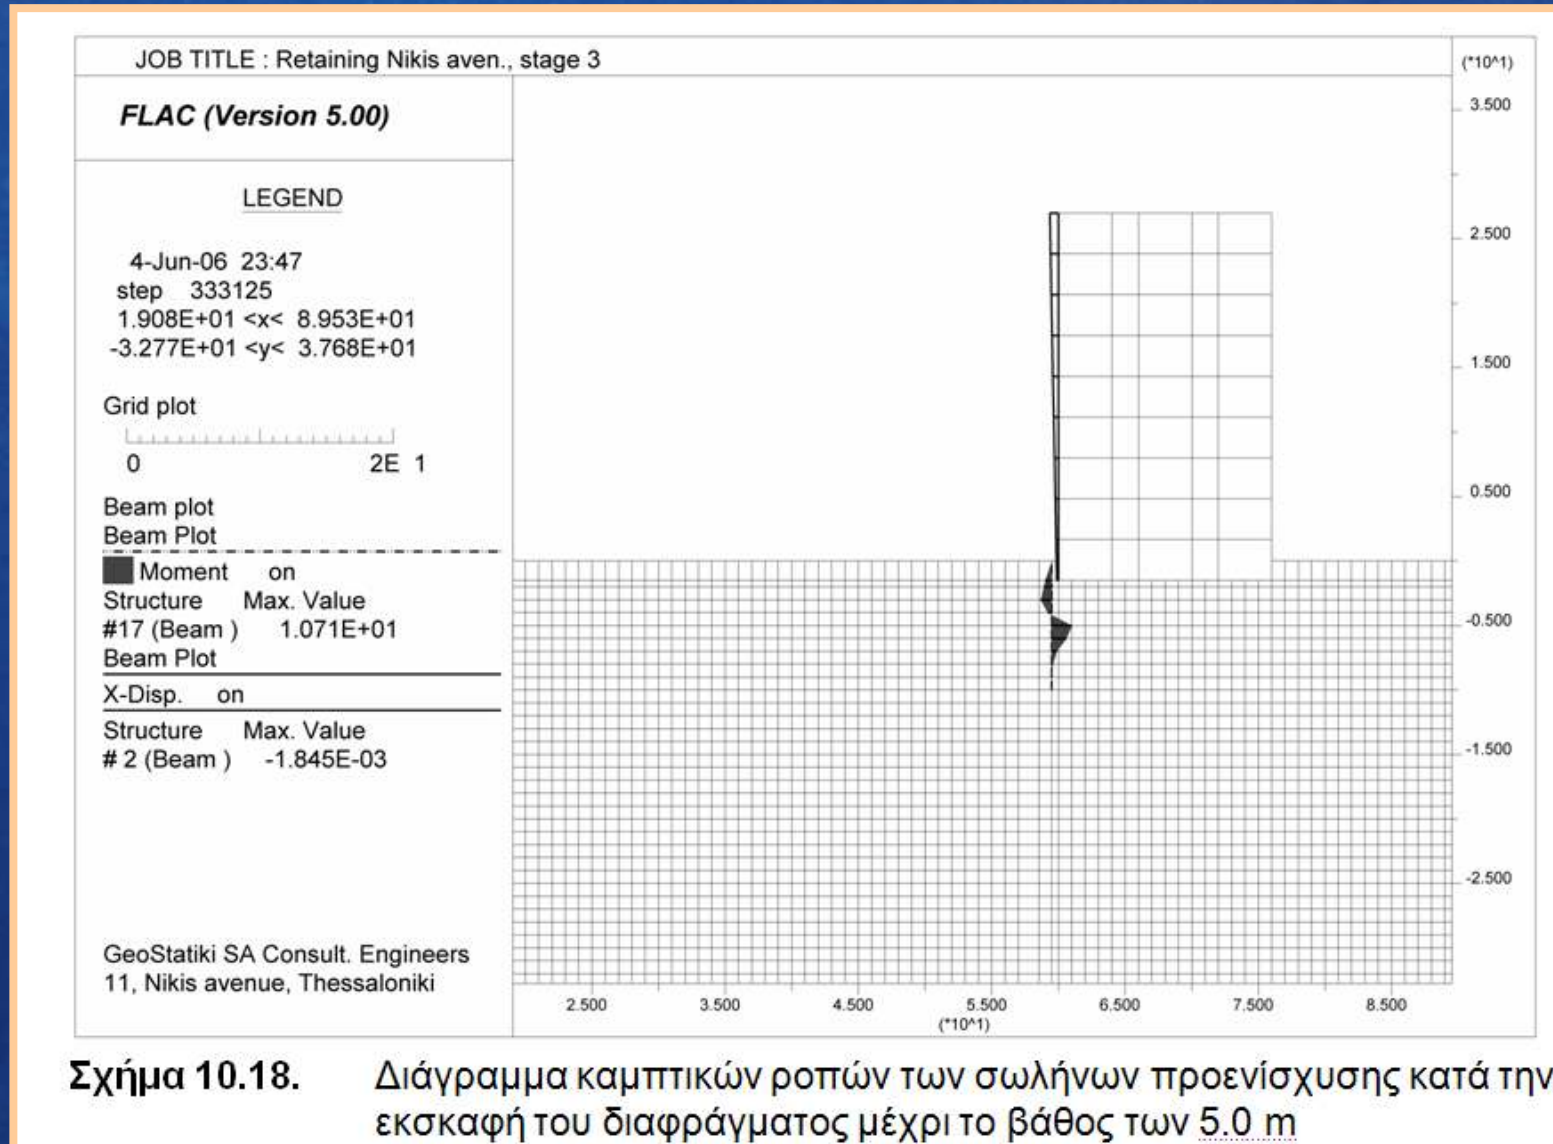 JOB TITLE : Retaining Nikis aven., stage 3
(*10^1)
FLAC (Version 5.00)
LEGEND
4-Jun-06 23:47
step 333125
1.908E+01 <x< 8.953E+01
-3.277E+01 <y< 3.768E+01
Grid plot
0 2E 1
Beam plot
Beam Plot
Moment on
Structure Max. Value
#17 (Beam ) 1.071E+01
Beam Plot
X-Disp. on
Structure Max. Value
# 2 (Beam ) -1.845E-03
GeoStatiki SA Consult. Engineers
11, Nikis avenue, Thessaloniki
3.500
2.500
1.500
0.500
-0.500
-1.500
-2.500
2.500 3.500 4.500 5.500 6.500 7.500 8.500
(*10^1)
Σχήμα 10.18. Διάγραμμα καμπτικών ροπών των σωλήνων προενίσχυσης κατά την
εκσκαφή του διαφράγματος μέχρι το βάθος των 5.0 m